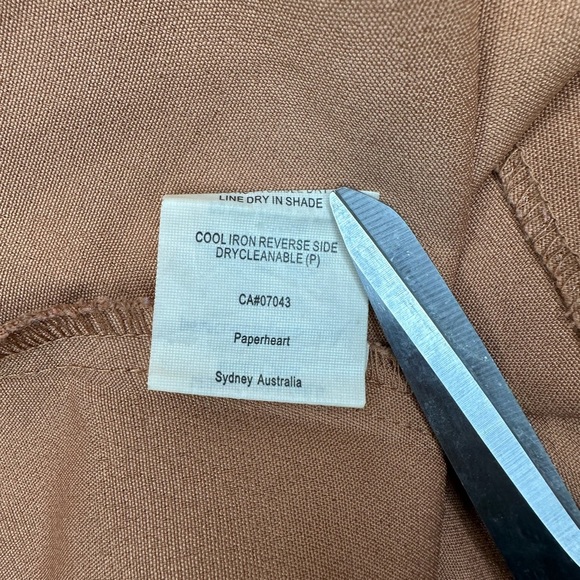 LINE DRY IN SHADE
COOL IRON REVERSE SIDE
DRYCLEANABLE (P)
CA#07043
Paperheart
Sydney Australia